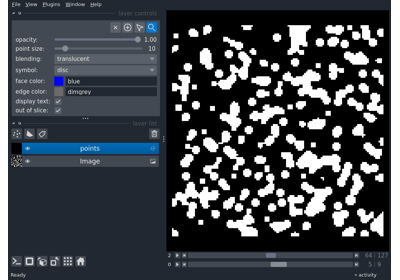 File View Plugins Window Help
layer controls
opacity: 1.00
point size: 10
blending: translucent
symbol: disc
face color: blue
edge color: dimgrey
display text:
out of slice:
layer list
points
Image
2 64 127
0 5 9
Ready activity